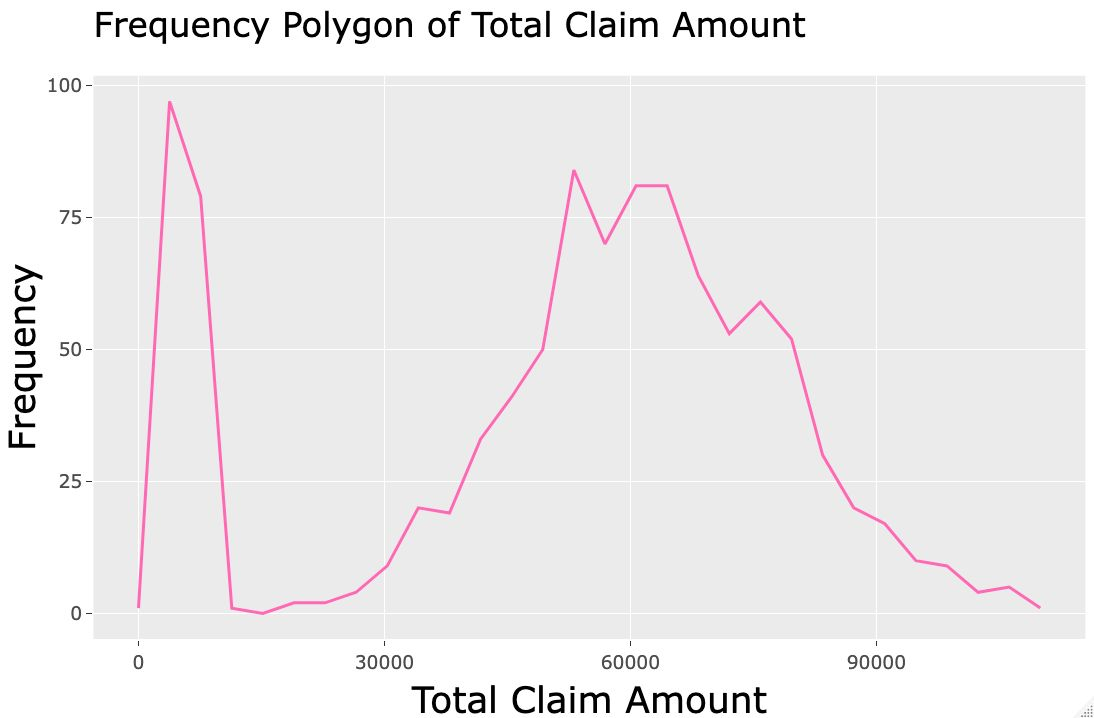 Frequency Polygon of Total Claim Amount
100
75
50
25
0
Frequency
0 30000 60000 90000
Total Claim Amount